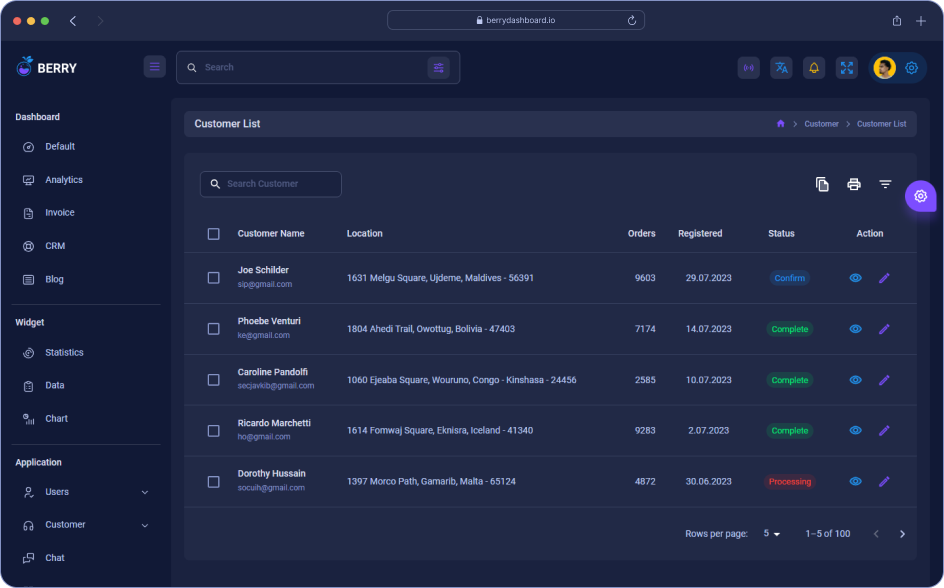 berrydashboard.io
BERRY
Search
Dashboard
Default
Analytics
Invoice
CRM
Blog
Widget
Statistics
Data
Chart
Application
Users
Customer
Chat
Customer List
Customer
Customer List
Search Customer
Customer Name Location Orders Registered Status Action
Joe Schilder
sip@gmail.com
1631 Melgu Square, Ujdeme, Maldives - 56391 9603 29.07.2023 Confirm
Phoebe Venturi
ke@gmail.com
1804 Ahedi Trail, Owottug, Bolivia - 47403 7174 14.07.2023 Complete
Caroline Pandolfi
secjavkib@gmail.com
1060 Ejeaba Square, Wouruno, Congo - Kinshasa - 24456 2585 10.07.2023 Complete
Ricardo Marchetti
ho@gmail.com
1614 Fomwaj Square, Eknisra, Iceland - 41340 9283 2.07.2023 Complete
Dorothy Hussain
socuih@gmail.com
1397 Morco Path, Gamarib, Malta - 65124 4872 30.06.2023 Processing
Rows per page: 5 1–5 of 100